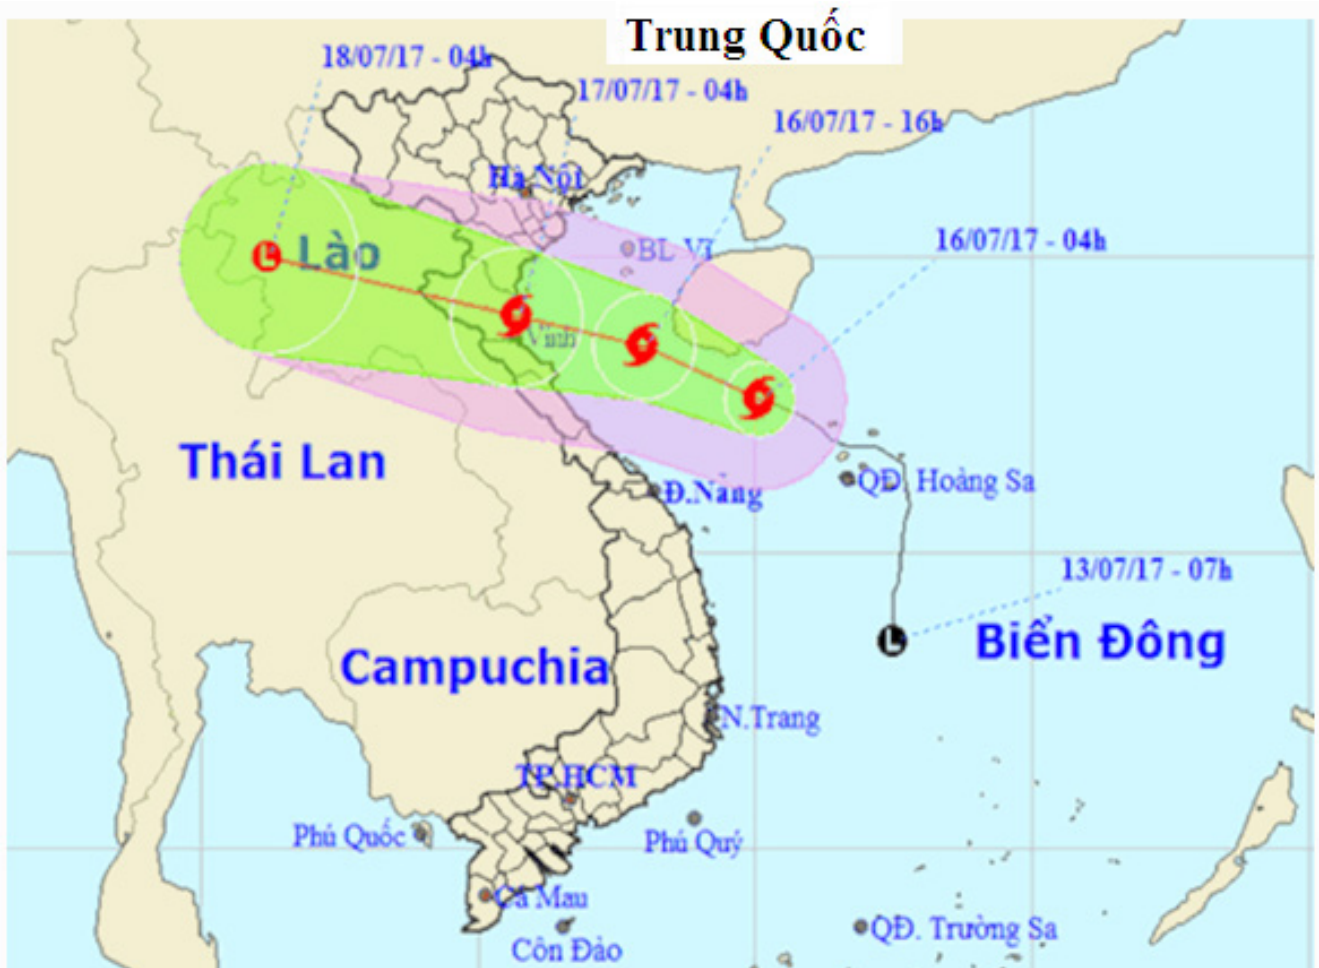 Trung Quốc
18/07/17 - 04h
17/07/17 - 04h
16/07/17 - 16h
Hà Nội
16/07/17 - 04h
BL Vĩ
Lào
Vinh
Thái Lan
QĐ. Hoàng Sa
Đ.Nẵng
13/07/17 - 07h
Biển Đông
Campuchia
N.Trang
TP.HCM
Phú Quốc
Phú Quý
Cà Mau
QĐ. Trường Sa
Côn Đảo
L
L